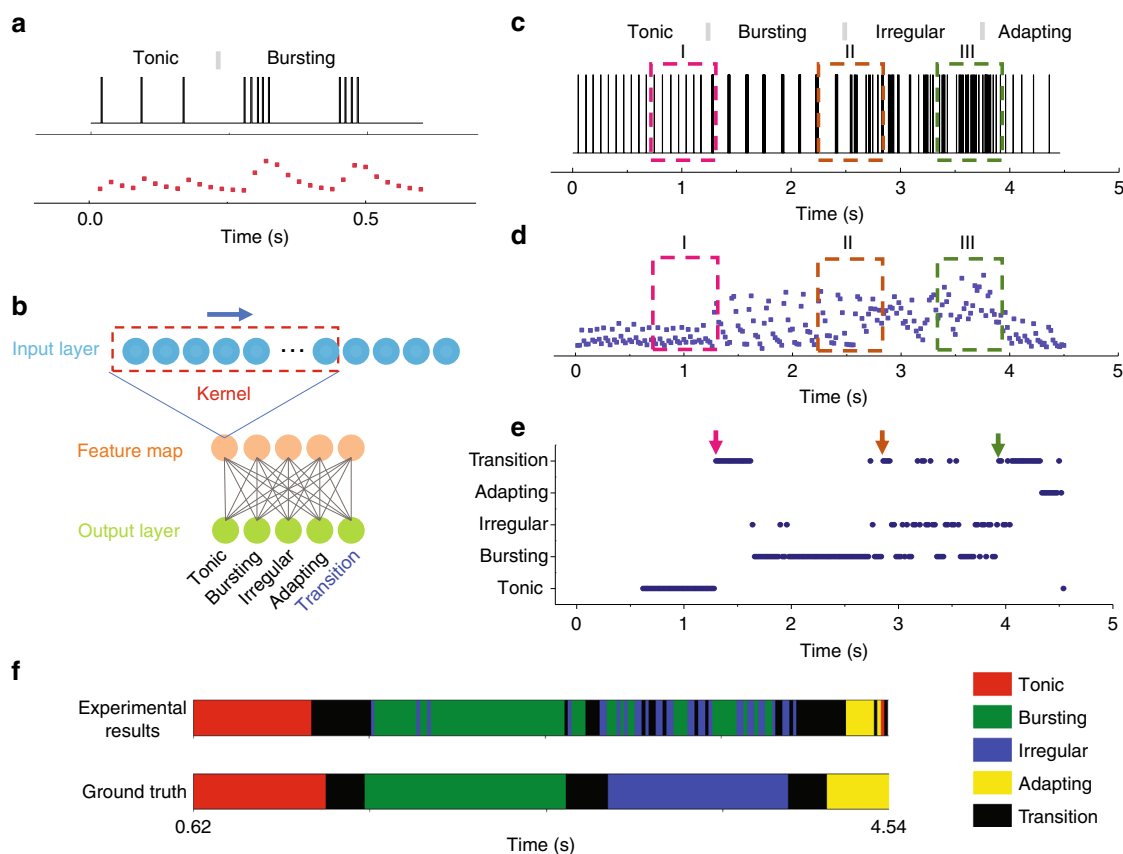 a
Tonic Bursting
0.0 0.5
Time (s)
b
Input layer
Kernel
Feature map
Output layer
Tonic
Bursting
Irregular
Adapting
Transition
c
Tonic Bursting Irregular Adapting
I II III
0 1 2 3 4 5
Time (s)
d
I II III
0 1 2 3 4 5
Time (s)
e
Transition
Adapting
Irregular
Bursting
Tonic
0 1 2 3 4 5
Time (s)
f
Experimental
results
Ground truth
0.62 4.54
Time (s)
Tonic
Bursting
Irregular
Adapting
Transition